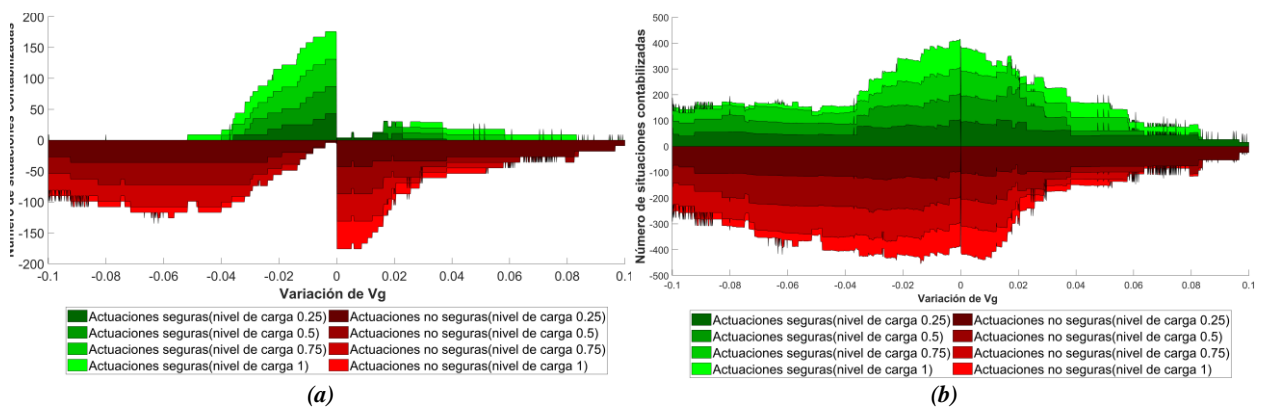 200
150
100
50
0
-50
-100
-150
-200
Número de situaciones contabilizadas
-0.1 -0.08 -0.06 -0.04 -0.02 0 0.02 0.04 0.06 0.08 0.1
Variación de Vg
Actuaciones seguras(nivel de carga 0.25) Actuaciones no seguras(nivel de carga 0.25)
Actuaciones seguras(nivel de carga 0.5) Actuaciones no seguras(nivel de carga 0.5)
Actuaciones seguras(nivel de carga 0.75) Actuaciones no seguras(nivel de carga 0.75)
Actuaciones seguras(nivel de carga 1) Actuaciones no seguras(nivel de carga 1)
(a)
500
400
300
200
100
0
-100
-200
-300
-400
-500
Número de situaciones contabilizadas
-0.1 -0.08 -0.06 -0.04 -0.02 0 0.02 0.04 0.06 0.08 0.1
Variación de Vg
Actuaciones seguras(nivel de carga 0.25) Actuaciones no seguras(nivel de carga 0.25)
Actuaciones seguras(nivel de carga 0.5) Actuaciones no seguras(nivel de carga 0.5)
Actuaciones seguras(nivel de carga 0.75) Actuaciones no seguras(nivel de carga 0.75)
Actuaciones seguras(nivel de carga 1) Actuaciones no seguras(nivel de carga 1)
(b)